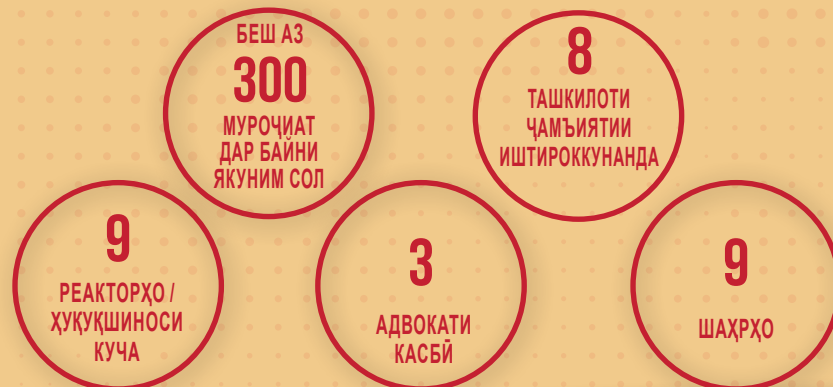 БЕШ АЗ
300
МУРОҶИАТ
ДАР БАЙНИ
ЯКУНИМ СОЛ
8
ТАШКИЛОТИ
ҶАМЪИЯТИИ
ИШТИРОККУНАНДА
9
РЕАКТОРҲО /
ҲУҚУҚШИНОСИ
КУЧА
3
АДВОКАТИ
КАСБӢ
9
ШАҲРҲО